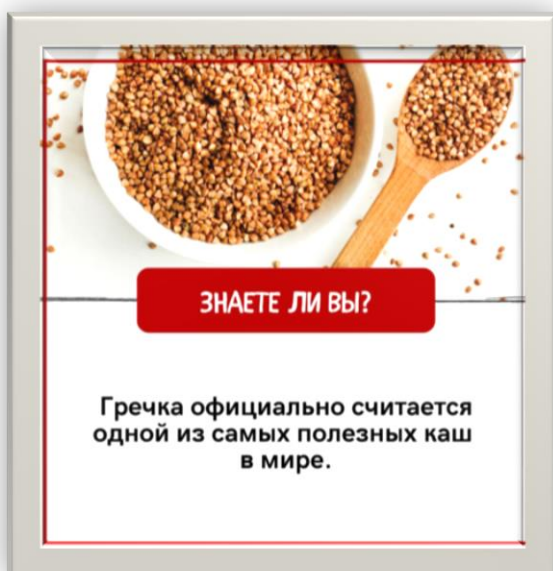 ЗНАЕТЕ ЛИ ВЫ?
Гречка официально считается
одной из самых полезных каш
в мире.